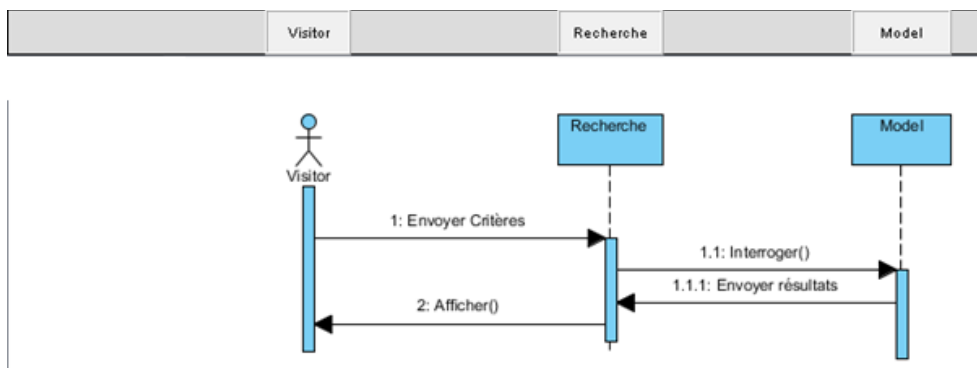 Visitor Recherche Model
Recherche Model
Visitor
1: Envoyer Critères
1.1: Interroger()
1.1.1: Envoyer résultats
2: Afficher()